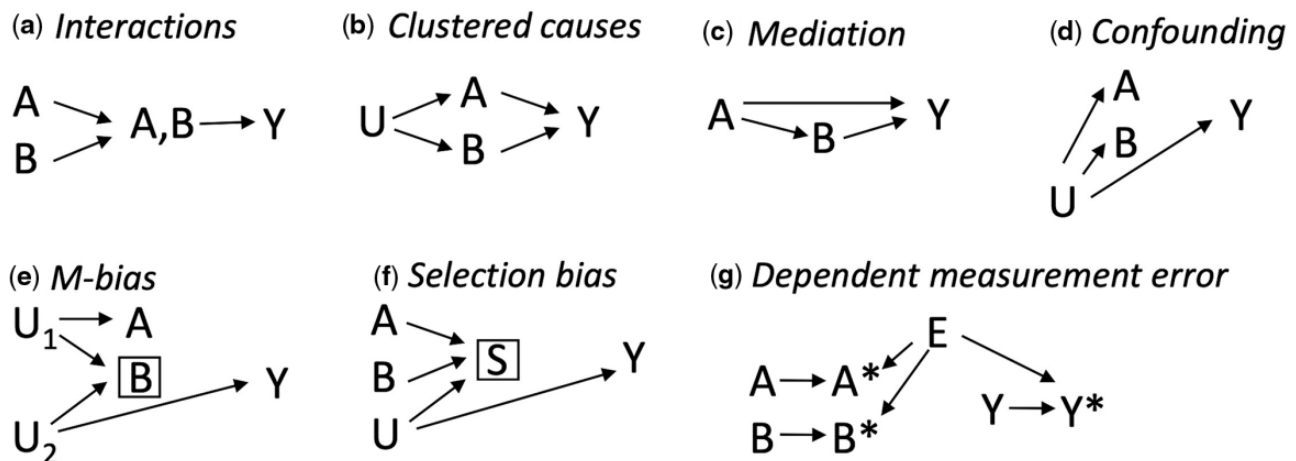 (a) Interactions
A
B
A,B
Y
(b) Clustered causes
U
A
B
Y
(c) Mediation
A
B
Y
(d) Confounding
A
B
Y
U
(e) M-bias
U1
A
B
Y
U2
(f) Selection bias
A
B
S
Y
U
(g) Dependent measurement error
E
A
A*
B
B*
Y
Y*